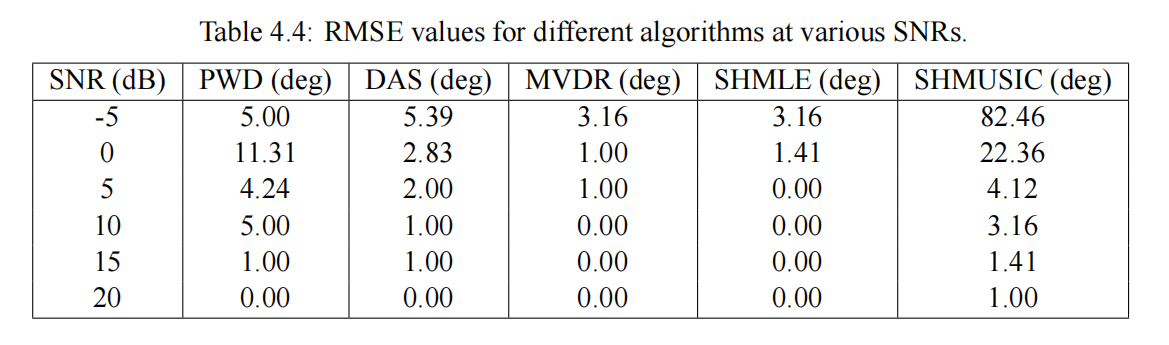 Table 4.4: RMSE values for different algorithms at various SNRs.
SNR (dB) PWD (deg) DAS (deg) MVDR (deg) SHMLE (deg) SHMUSIC (deg)
-5 5.00 5.39 3.16 3.16 82.46
0 11.31 2.83 1.00 1.41 22.36
5 4.24 2.00 1.00 0.00 4.12
10 5.00 1.00 0.00 0.00 3.16
15 1.00 1.00 0.00 0.00 1.41
20 0.00 0.00 0.00 0.00 1.00